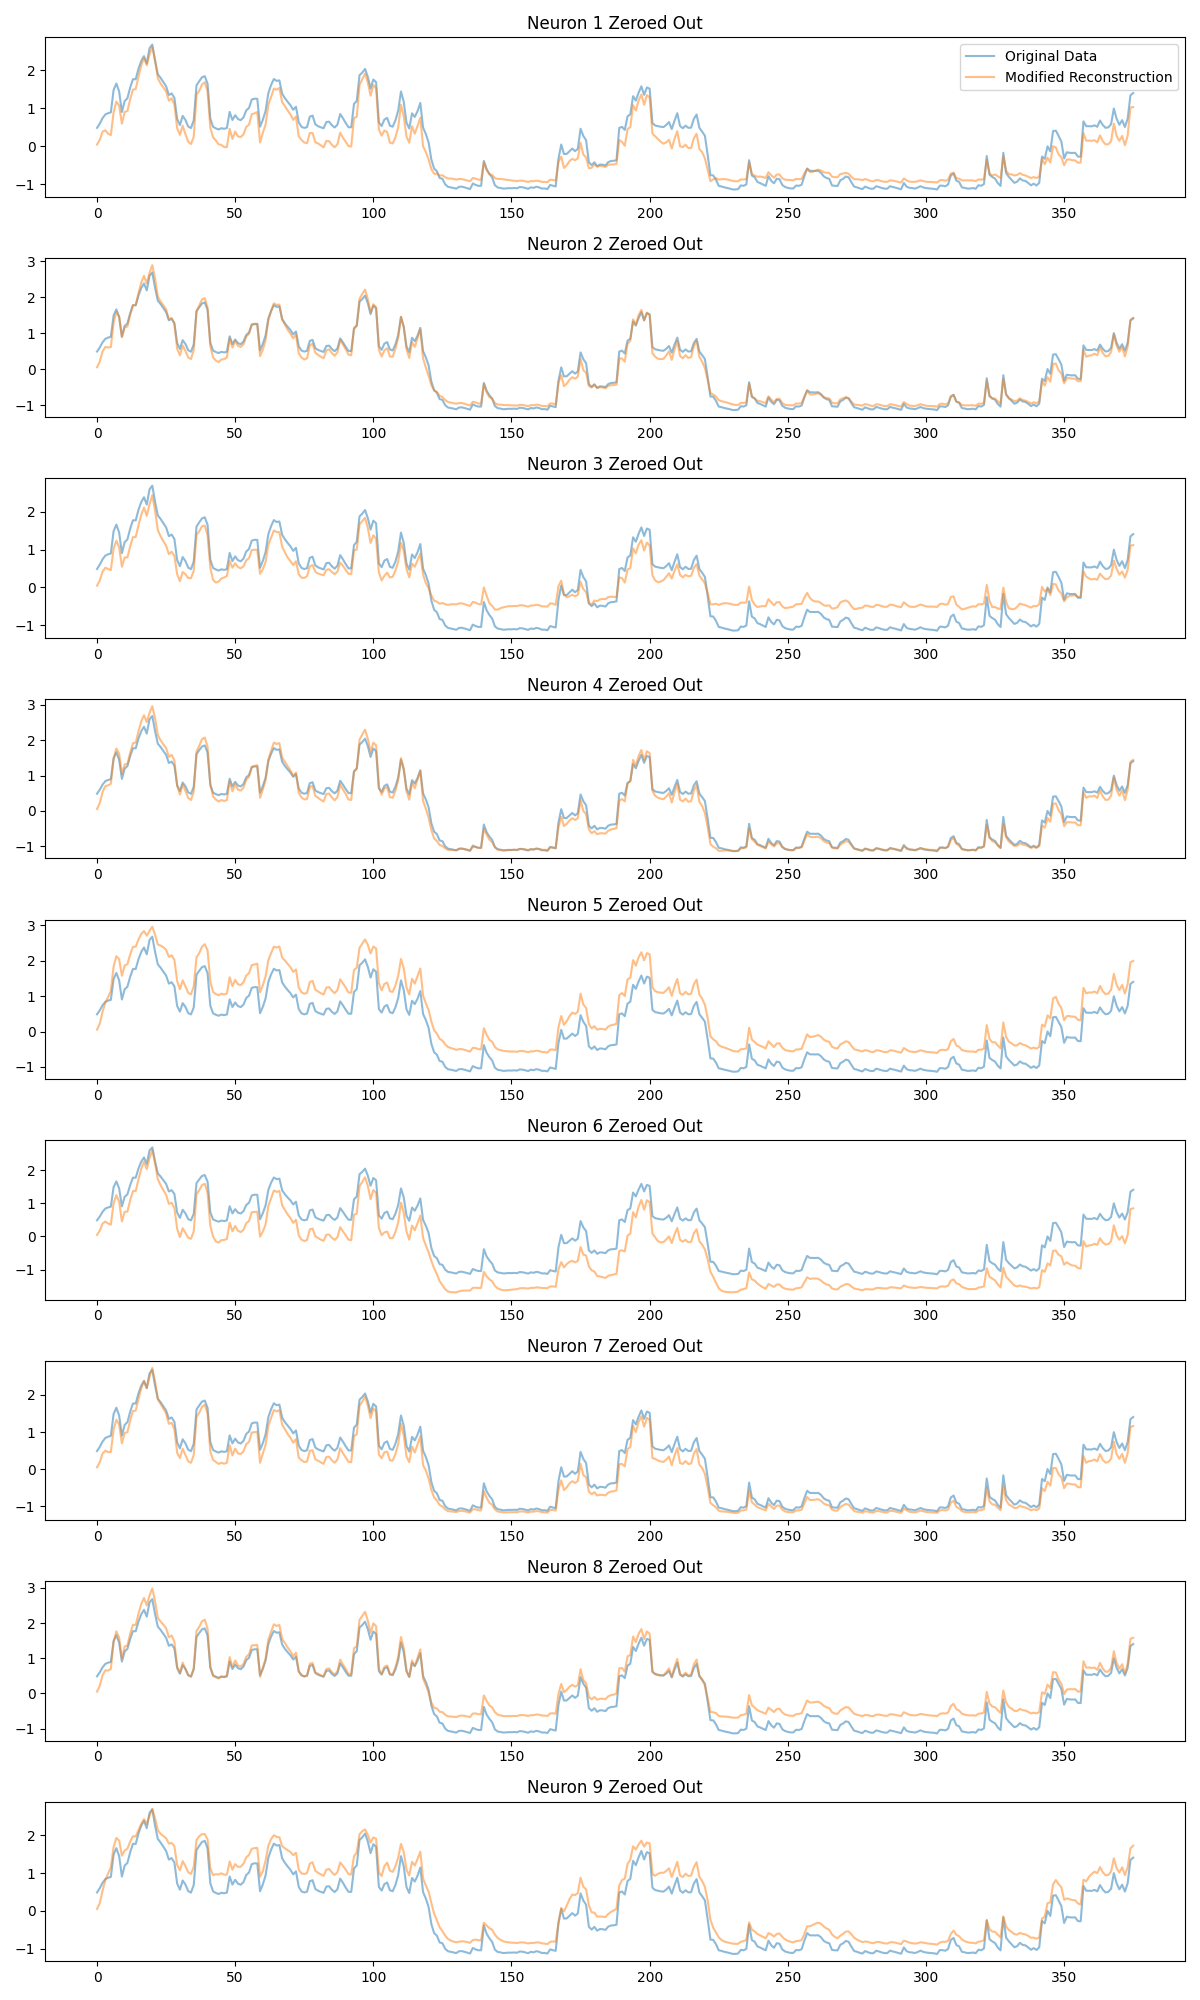 Neuron 1 Zeroed Out
Original Data
Modified Reconstruction
2
1
0
−1
0 50 100 150 200 250 300 350
Neuron 2 Zeroed Out
3
2
1
0
−1
0 50 100 150 200 250 300 350
Neuron 3 Zeroed Out
2
1
0
−1
0 50 100 150 200 250 300 350
Neuron 4 Zeroed Out
3
2
1
0
−1
0 50 100 150 200 250 300 350
Neuron 5 Zeroed Out
3
2
1
0
−1
0 50 100 150 200 250 300 350
Neuron 6 Zeroed Out
2
1
0
−1
0 50 100 150 200 250 300 350
Neuron 7 Zeroed Out
2
1
0
−1
0 50 100 150 200 250 300 350
Neuron 8 Zeroed Out
3
2
1
0
−1
0 50 100 150 200 250 300 350
Neuron 9 Zeroed Out
2
1
0
−1
0 50 100 150 200 250 300 350